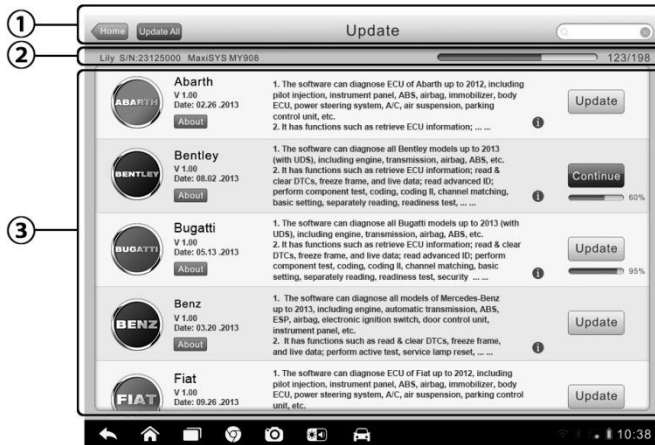 ①
Home Update All Update
②
Lily S/N:23125000 MaxiSYS MY908 123/198
③
ABARTH
Abarth
V 1.00
Date: 02.26 .2013
About
1. The software can diagnose ECU of Abarth up to 2012, including
pilot injection, instrument panel, ABS, airbag, immobilizer, body
ECU, power steering system, A/C, air suspension, parking
control unit, etc.
2. It has functions such as retrieve ECU information; ... ...
Update
BENTLEY
Bentley
V 1.00
Date: 08.02 .2013
About
1. The software can diagnose all Bentley models up to 2013
(with UDS), including engine, transmission, airbag, ABS, etc.
2. It has functions such as retrieve ECU information; read &
clear DTCs, freeze frame, and live data; read advanced ID;
perform component test, coding, coding II, channel matching,
basic setting, separately reading, readiness test, ... ...
Continue
60%
BUGATTI
Bugatti
V 1.00
Date: 05.13 .2013
About
1. The software can diagnose all Bugatti models up to 2013 (with
UDS), including engine, transmission, airbag, ABS, etc.
2. It has functions such as retrieve ECU information; read & clear
DTCs, freeze frame, and live data; read advanced ID; perform
component test, coding, coding II, channel matching, basic
setting, separately reading, readiness test, security ... ...
Update
95%
BENZ
Benz
V 1.00
Date: 03.20 .2013
About
1. The software can diagnose all models of Mercedes-Benz
up to 2013, including engine, automatic transmission, ABS,
ESP, airbag, electronic ignition switch, door control unit,
instrument panel, etc.
2. It has functions such as read & clear DTCs, freeze frame,
and live data; perform active test, service lamp reset, ... ...
Update
FIAT
Fiat
V 1.00
Date: 09.26 .2013
1. The software can diagnose ECU of Fiat up to 2012, including
pilot injection, instrument panel, ABS, airbag, immobilizer, body
ECU, power steering system, A/C, air suspension, parking control
unit, etc.
Update
10:38